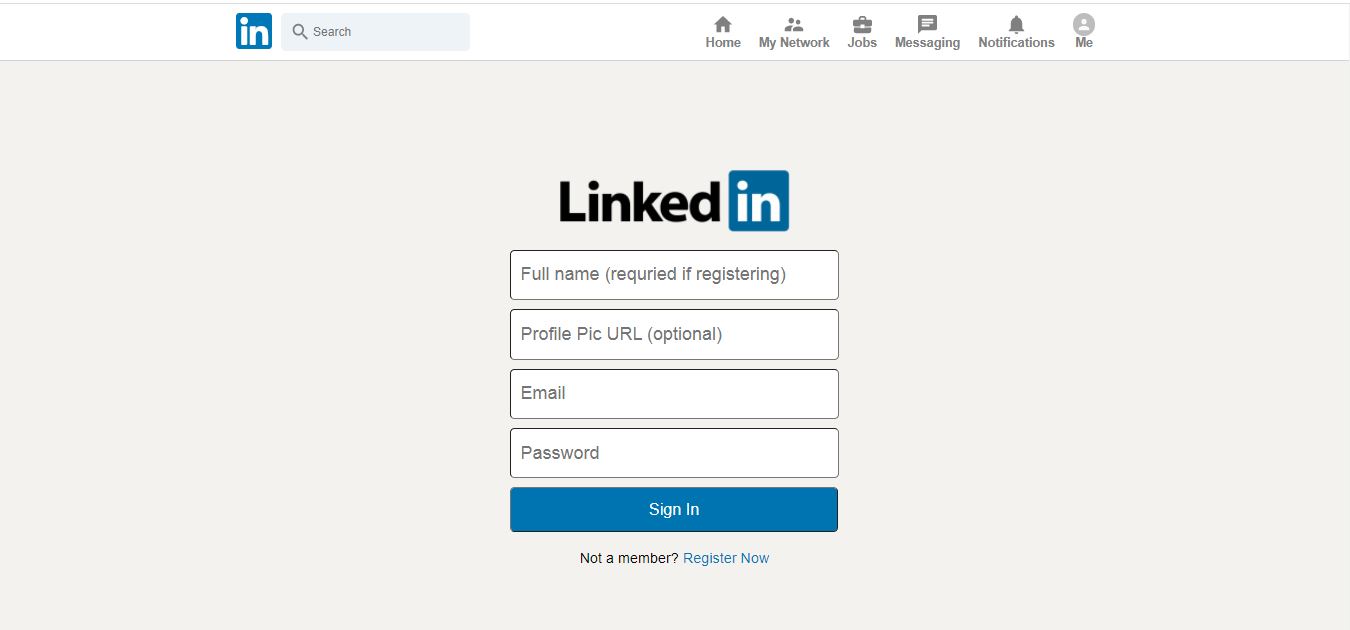 in Search Home My Network Jobs Messaging Notifications Me
Linked in
Full name (requried if registering)
Profile Pic URL (optional)
Email
Password
Sign In
Not a member? Register Now